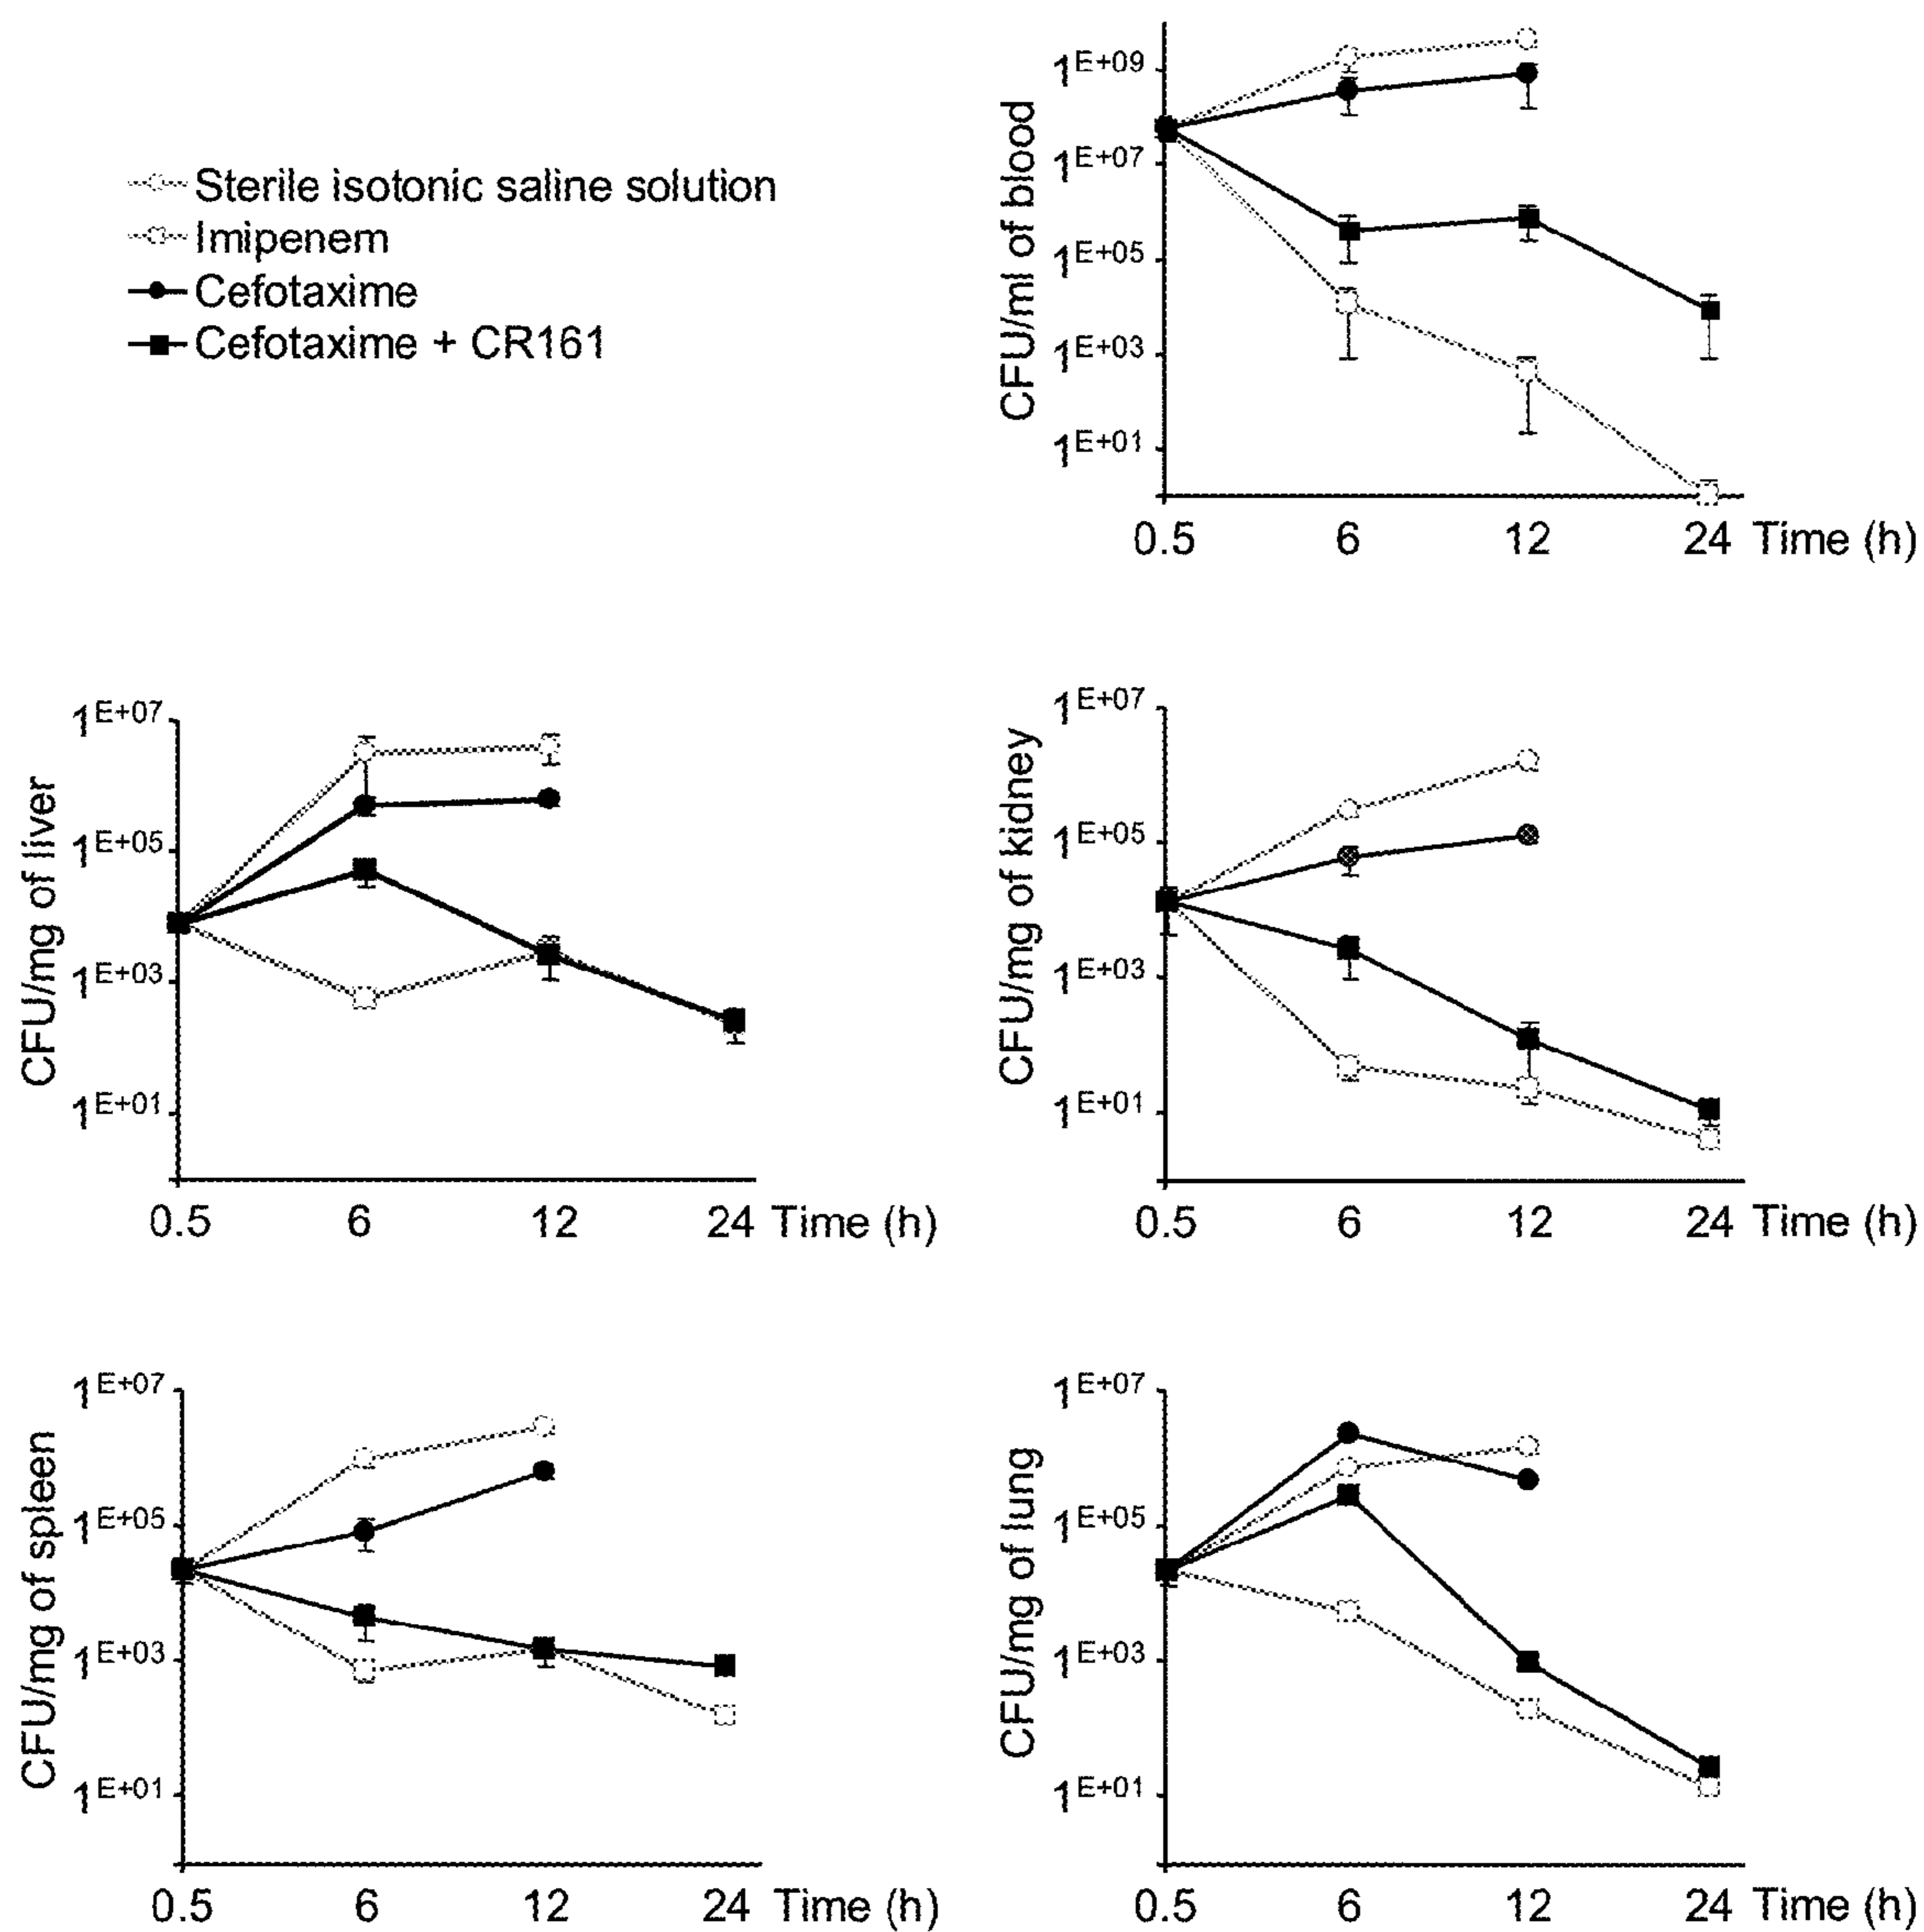 Sterile isotonic saline solution
Imipenem
Cefotaxime
Cefotaxime + CR161
CFU/ml of blood
1E+09
1E+07
1E+05
1E+03
1E+01
0.5 6 12 24 Time (h)
CFU/mg of liver
1E+07
1E+05
1E+03
1E+01
0.5 6 12 24 Time (h)
CFU/mg of kidney
1E+07
1E+05
1E+03
1E+01
0.5 6 12 24 Time (h)
CFU/mg of spleen
1E+07
1E+05
1E+03
1E+01
0.5 6 12 24 Time (h)
CFU/mg of lung
1E+07
1E+05
1E+03
1E+01
0.5 6 12 24 Time (h)